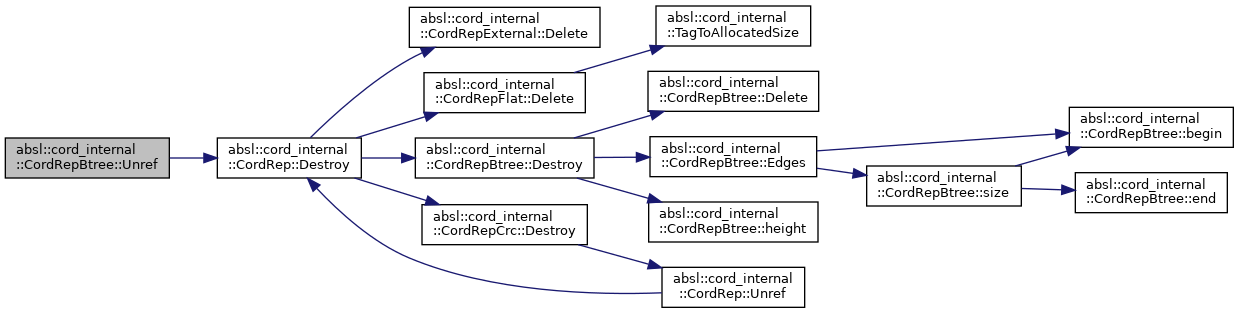 absl::cord_internal
::CordRepBtree::Unref
absl::cord_internal
::CordRep::Destroy
absl::cord_internal
::CordRepExternal::Delete
absl::cord_internal
::CordRepFlat::Delete
absl::cord_internal
::TagToAllocatedSize
absl::cord_internal
::CordRepBtree::Destroy
absl::cord_internal
::CordRepBtree::Delete
absl::cord_internal
::CordRepBtree::Edges
absl::cord_internal
::CordRepBtree::height
absl::cord_internal
::CordRepBtree::begin
absl::cord_internal
::CordRepBtree::size
absl::cord_internal
::CordRepBtree::end
absl::cord_internal
::CordRepCrc::Destroy
absl::cord_internal
::CordRep::Unref